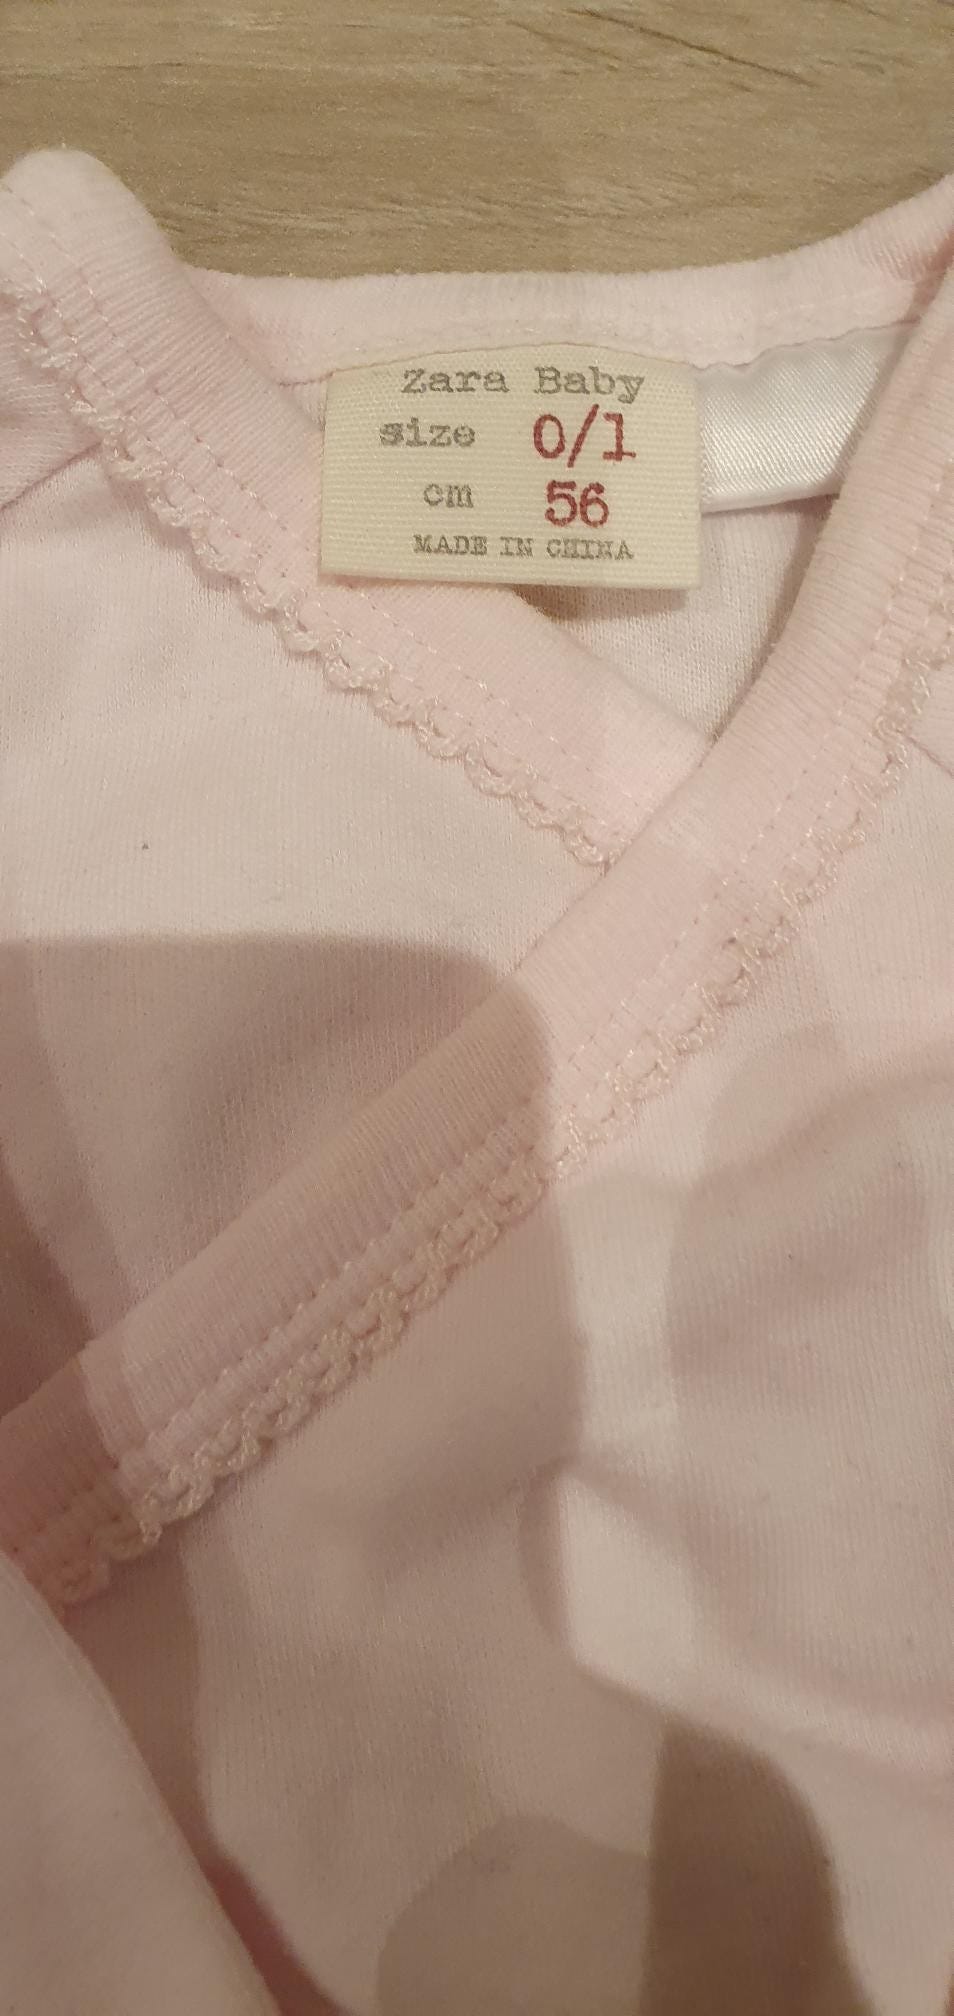 Zara Baby
size 0/1
cm 56
MADE IN CHINA